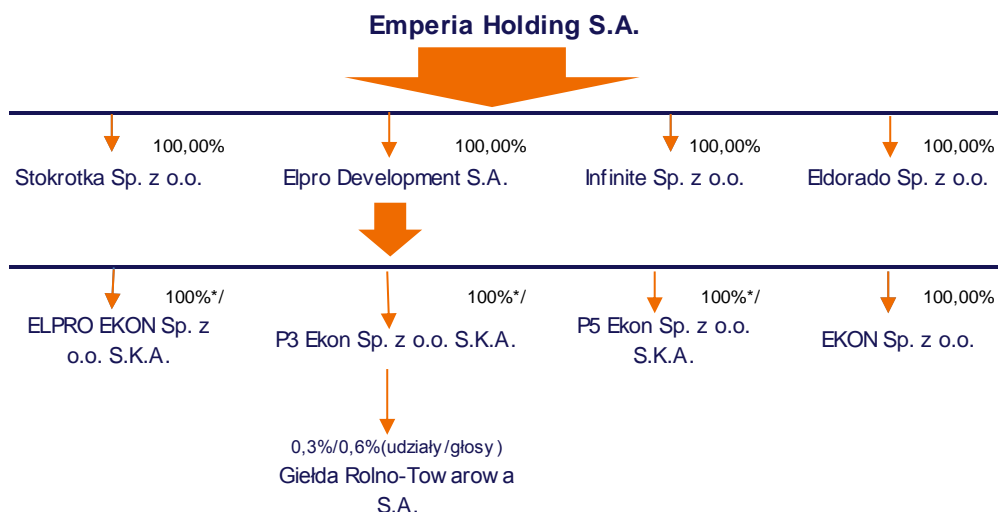 Emperia Holding S.A.
100,00% 100,00% 100,00% 100,00%
Stokrotka Sp. z o.o. Elpro Development S.A. Infinite Sp. z o.o. Eldorado Sp. z o.o.
100%*/ 100%*/ 100%*/ 100,00%
ELPRO EKON Sp. z
o.o. S.K.A.
P3 Ekon Sp. z o.o. S.K.A.
P5 Ekon Sp. z o.o.
S.K.A.
EKON Sp. z o.o.
0,3%/0,6%(udziały/głosy)
Giełda Rolno-Towarowa
S.A.